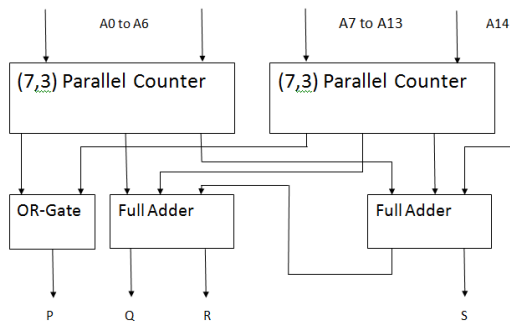 A0 to A6
A7 to A13
A14
(7,3) Parallel Counter
(7,3) Parallel Counter
OR-Gate
Full Adder
Full Adder
P
Q
R
S